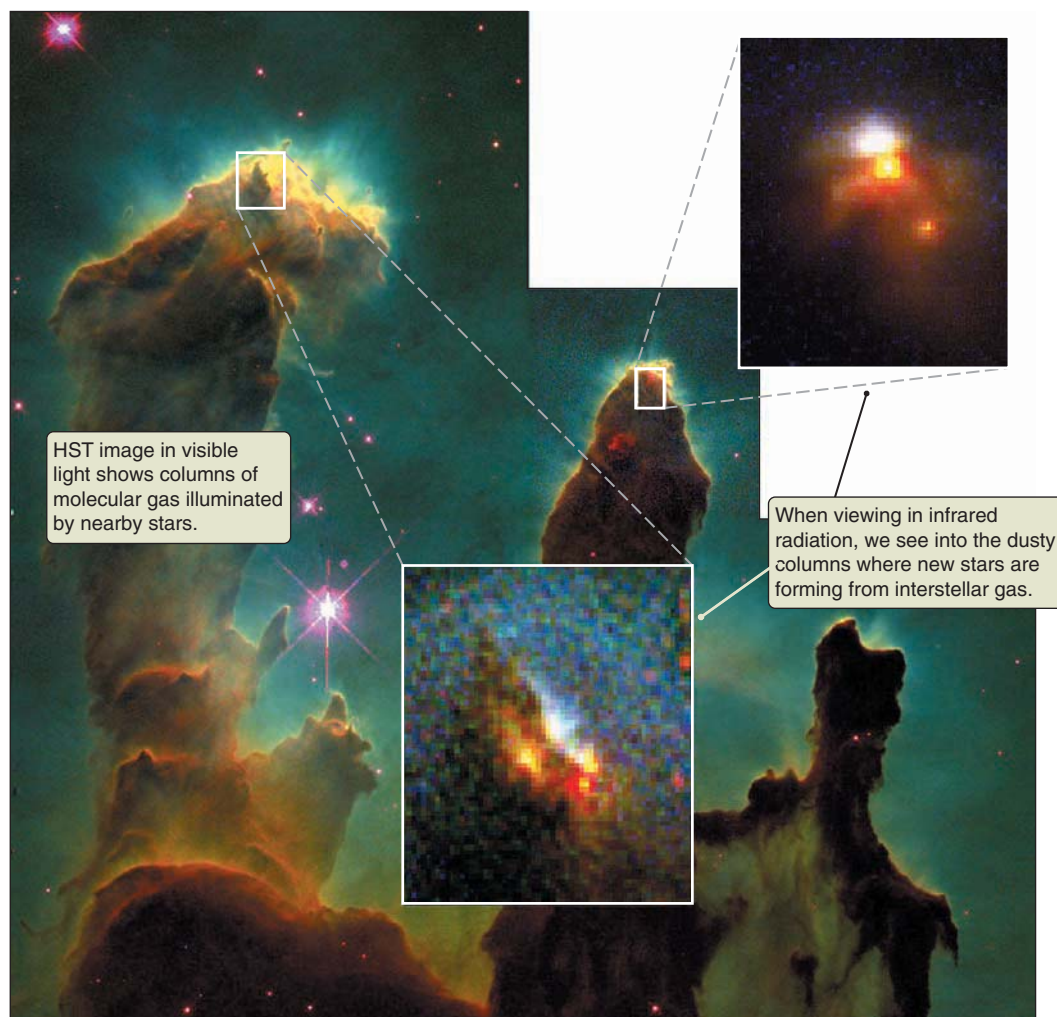 HST image in visible
light shows columns of
molecular gas illuminated
by nearby stars.
When viewing in infrared
radiation, we see into the dusty
columns where new stars are
forming from interstellar gas.